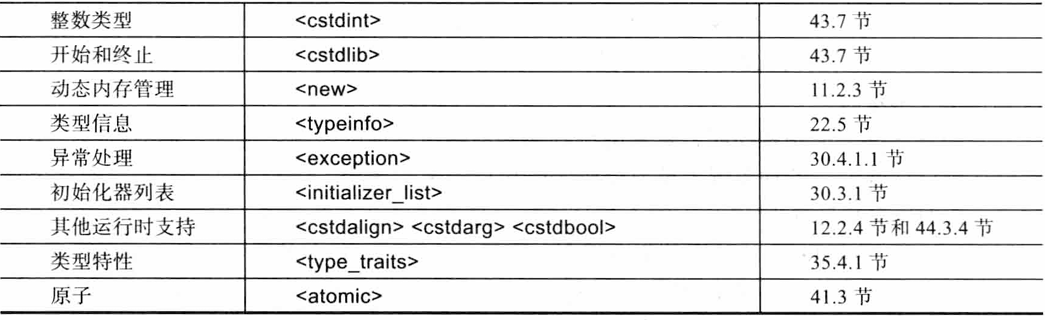 整数类型 <cstdint> 43.7 节
开始和终止 <cstdlib> 43.7 节
动态内存管理 <new> 11.2.3 节
类型信息 <typeinfo> 22.5 节
异常处理 <exception> 30.4.1.1 节
初始化器列表 <initializer_list> 30.3.1 节
其他运行时支持 <cstdalign> <cstdarg> <cstdbool> 12.2.4 节和 44.3.4 节
类型特性 <type_traits> 35.4.1 节
原子 <atomic> 41.3 节